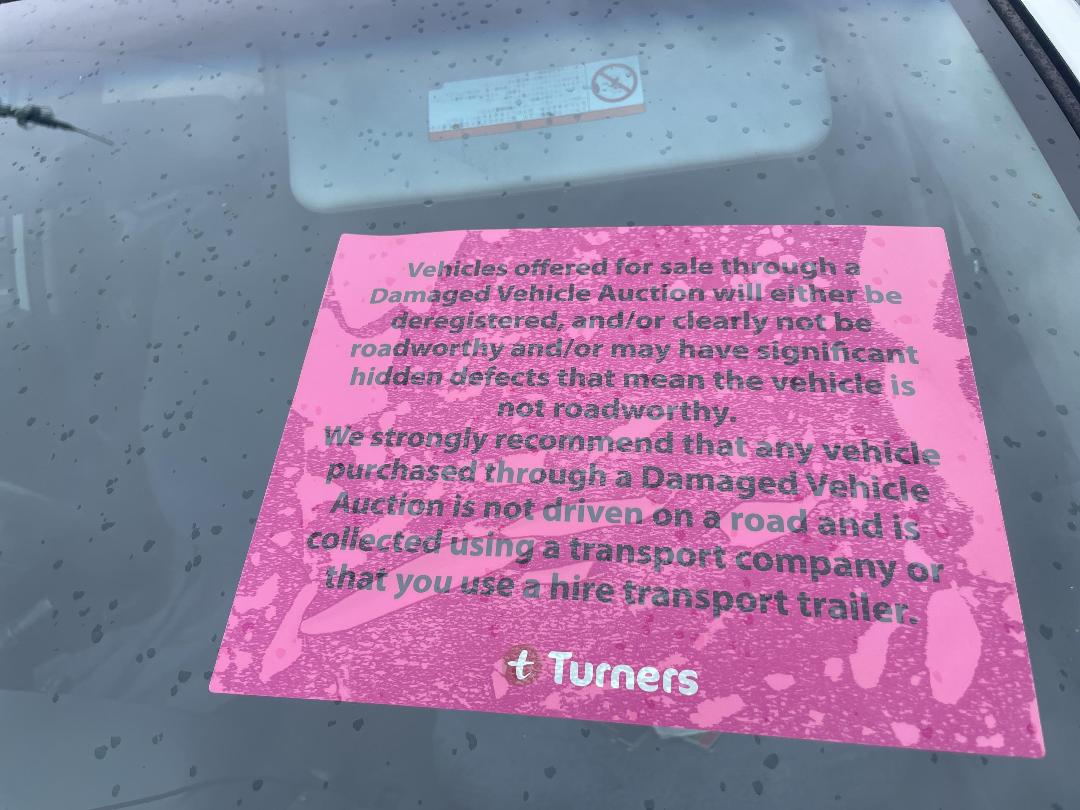 Vehicles offered for sale through a
Damaged Vehicle Auction will either be
deregistered, and/or clearly not be
roadworthy and/or may have significant
hidden defects that mean the vehicle is
not roadworthy.
We strongly recommend that any vehicle
purchased through a Damaged Vehicle
Auction is not driven on a road and is
collected using a transport company or
that you use a hire transport trailer.
t Turners